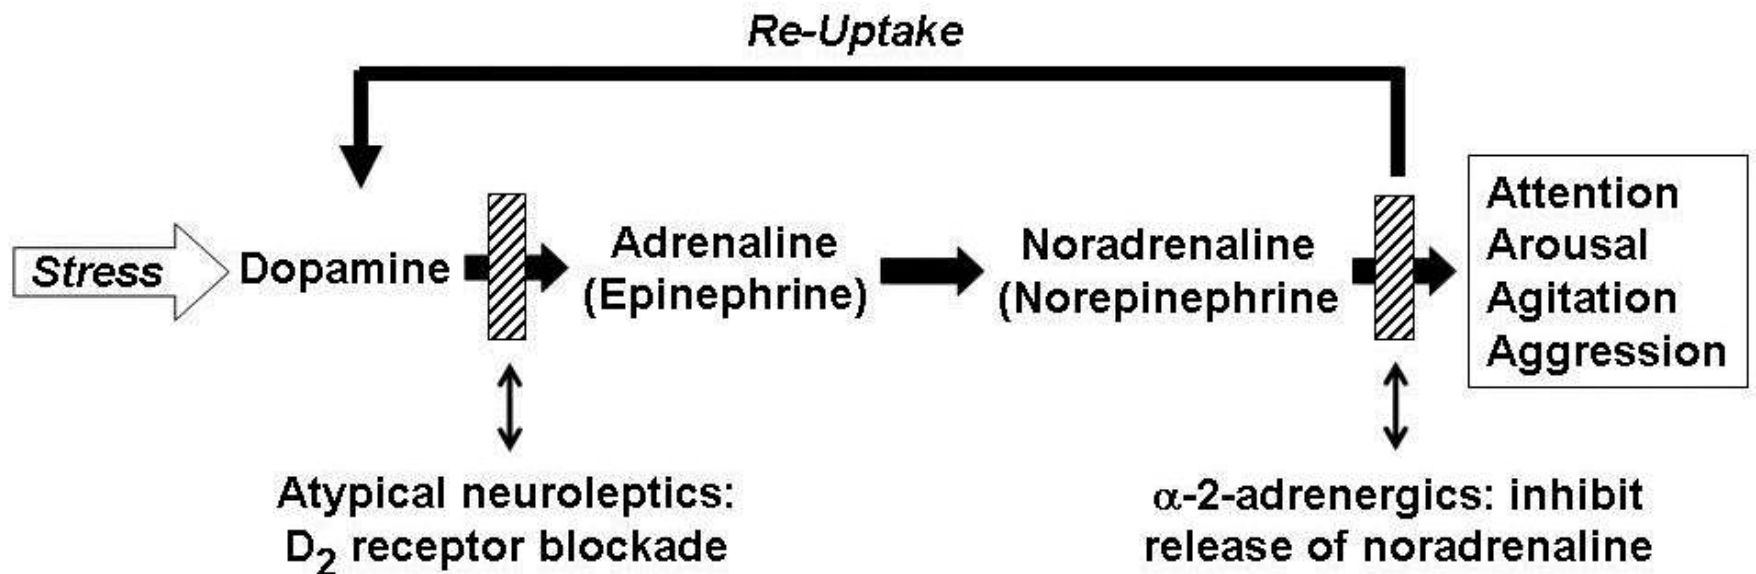 Re-Uptake
Stress
Dopamine
Adrenaline
(Epinephrine)
Noradrenaline
(Norepinephrine
Attention
Arousal
Agitation
Aggression
Atypical neuroleptics:
D2 receptor blockade
α-2-adrenergics: inhibit
release of noradrenaline